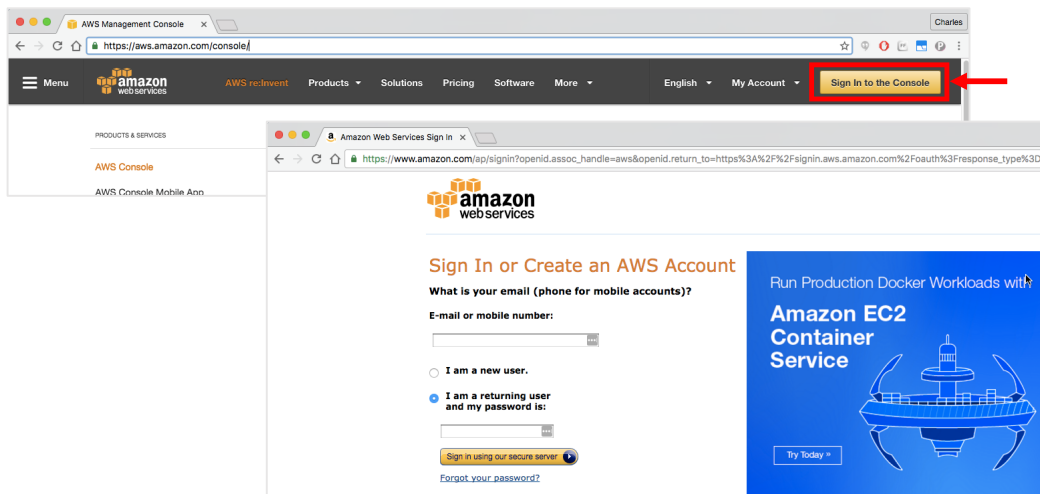 AWS Management Console
Charles
https://aws.amazon.com/console/
Menu
amazon
webservices
AWS re:Invent
Products
Solutions
Pricing
Software
More
English
My Account
Sign In to the Console
PRODUCTS & SERVICES
AWS Console
AWS Console Mobile App
Amazon Web Services Sign In
https://www.amazon.com/ap/signin?openid.assoc_handle=aws&openid.return_to=https%3A%2F%2Fsignin.aws.amazon.com%2Foauth%3Fresponse_type%3D
amazon
webservices
Sign In or Create an AWS Account
What is your email (phone for mobile accounts)?
E-mail or mobile number:
I am a new user.
I am a returning user
and my password is:
Sign in using our secure server
Forgot your password?
Run Production Docker Workloads with
Amazon EC2
Container
Service
Try Today »